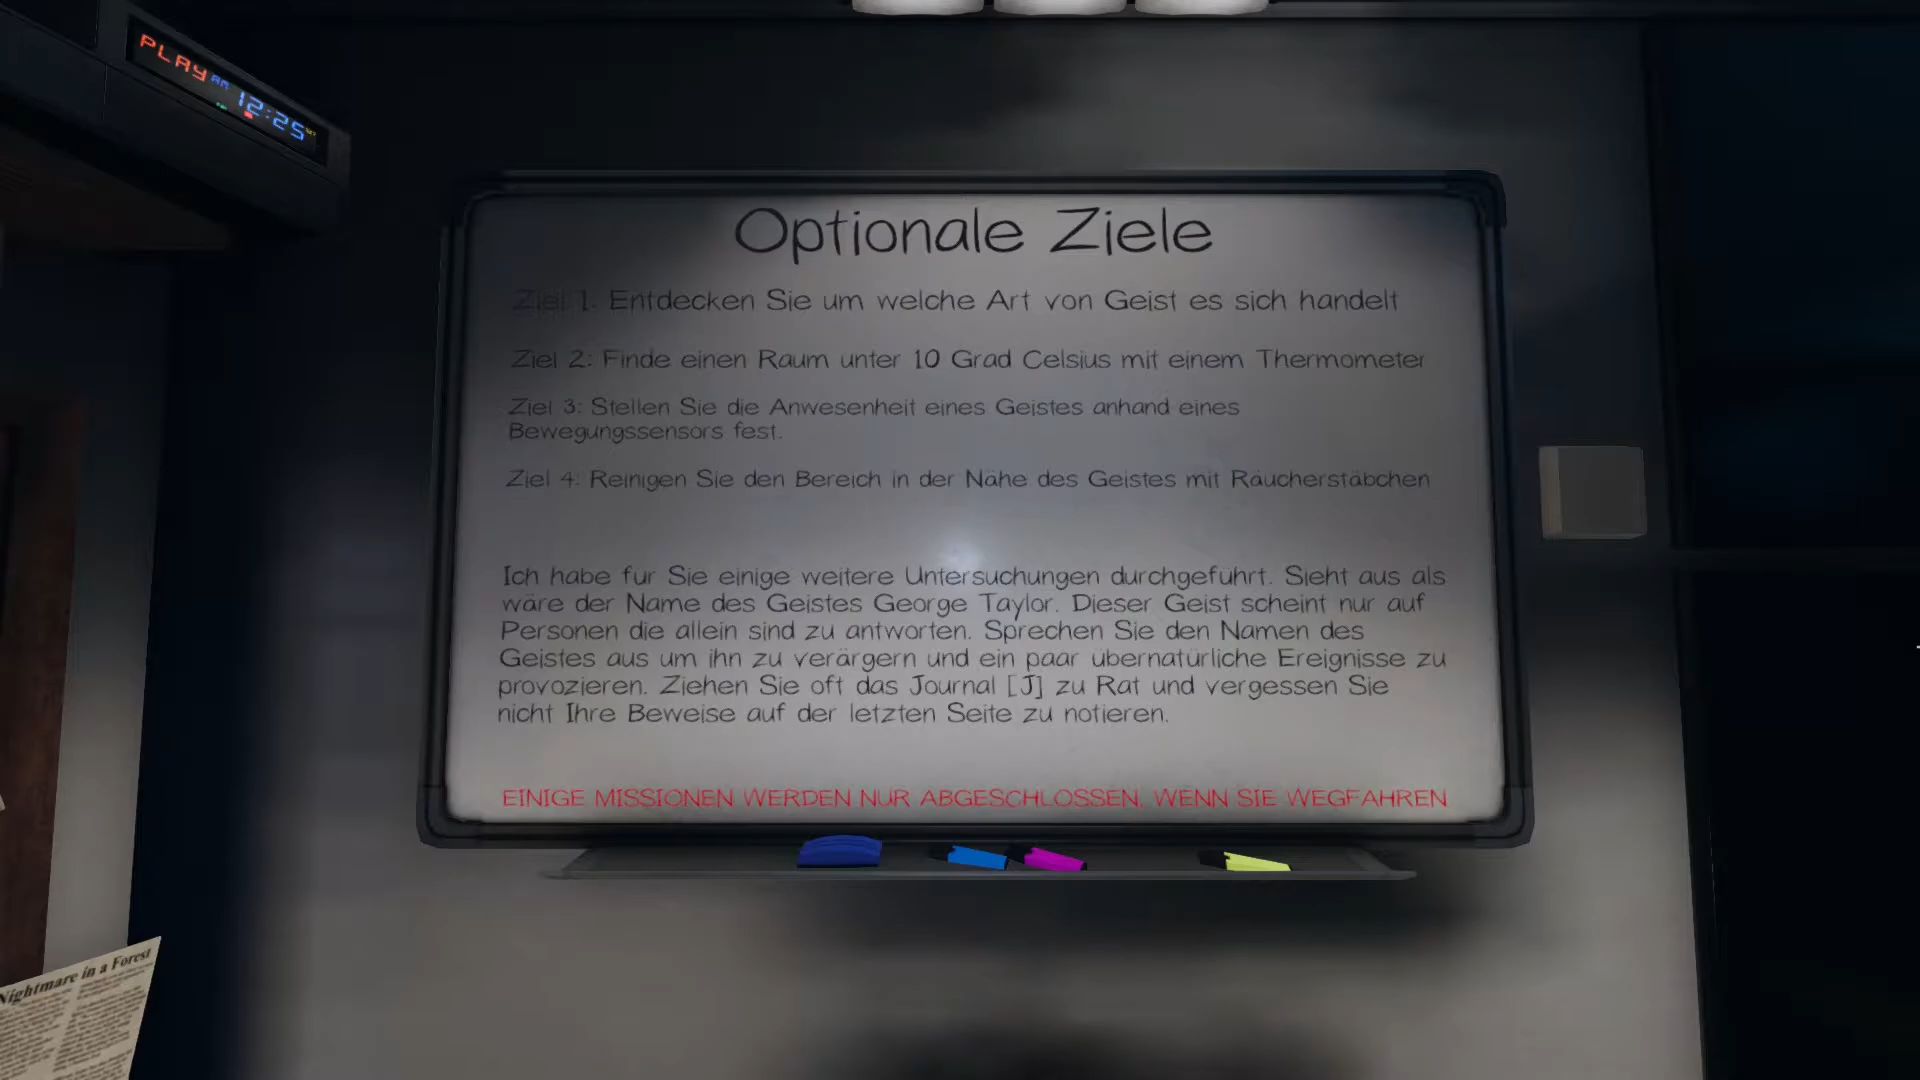 PLAY AM 12:25
Optionale Ziele
Ziel 1: Entdecken Sie um welche Art von Geist es sich handelt
Ziel 2: Finde einen Raum unter 10 Grad Celsius mit einem Thermometer
Ziel 3: Stellen Sie die Anwesenheit eines Geistes anhand eines
Bewegungssensors fest.
Ziel 4: Reinigen Sie den Bereich in der Nähe des Geistes mit Räucherstäbchen
Ich habe für Sie einige weitere Untersuchungen durchgeführt. Sieht aus als
wäre der Name des Geistes George Taylor. Dieser Geist scheint nur auf
Personen die allein sind zu antworten. Sprechen Sie den Namen des
Geistes aus um ihn zu verärgern und ein paar übernatürliche Ereignisse zu
provozieren. Ziehen Sie oft das Journal [J] zu Rat und vergessen Sie
nicht Ihre Beweise auf der letzten Seite zu notieren.
EINIGE MISSIONEN WERDEN NUR ABGESCHLOSSEN, WENN SIE WEGFAHREN
Nightmare in a Forest